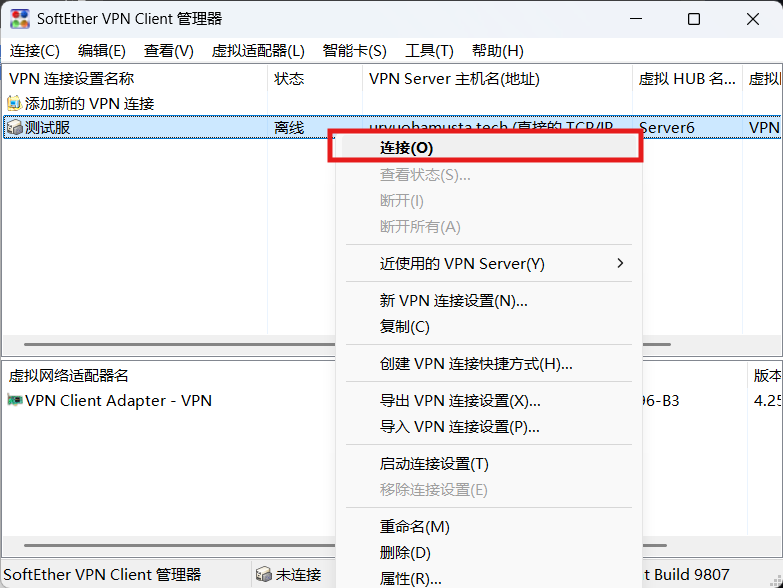 SoftEther VPN Client 管理器
连接(C) 编辑(E) 查看(V) 虚拟适配器(L) 智能卡(S) 工具(T) 帮助(H)
VPN 连接设置名称 状态 VPN Server 主机名(地址) 虚拟 HUB 名... 虚拟
添加新的 VPN 连接
测试服 离线 (直接的 TCP/IP Server6 VPN
连接(O)
查看状态(S)...
断开(I)
断开所有(A)
近使用的 VPN Server(Y)
新 VPN 连接设置(N)...
复制(C)
创建 VPN 连接快捷方式(H)...
虚拟网络适配器名 版本
VPN Client Adapter - VPN 96-B3 4.25
导出 VPN 连接设置(X)...
导入 VPN 连接设置(P)...
启动连接设置(T)
移除连接设置(E)
重命名(M)
删除(D)
属性(R)...
SoftEther VPN Client 管理器 未连接 t Build 9807